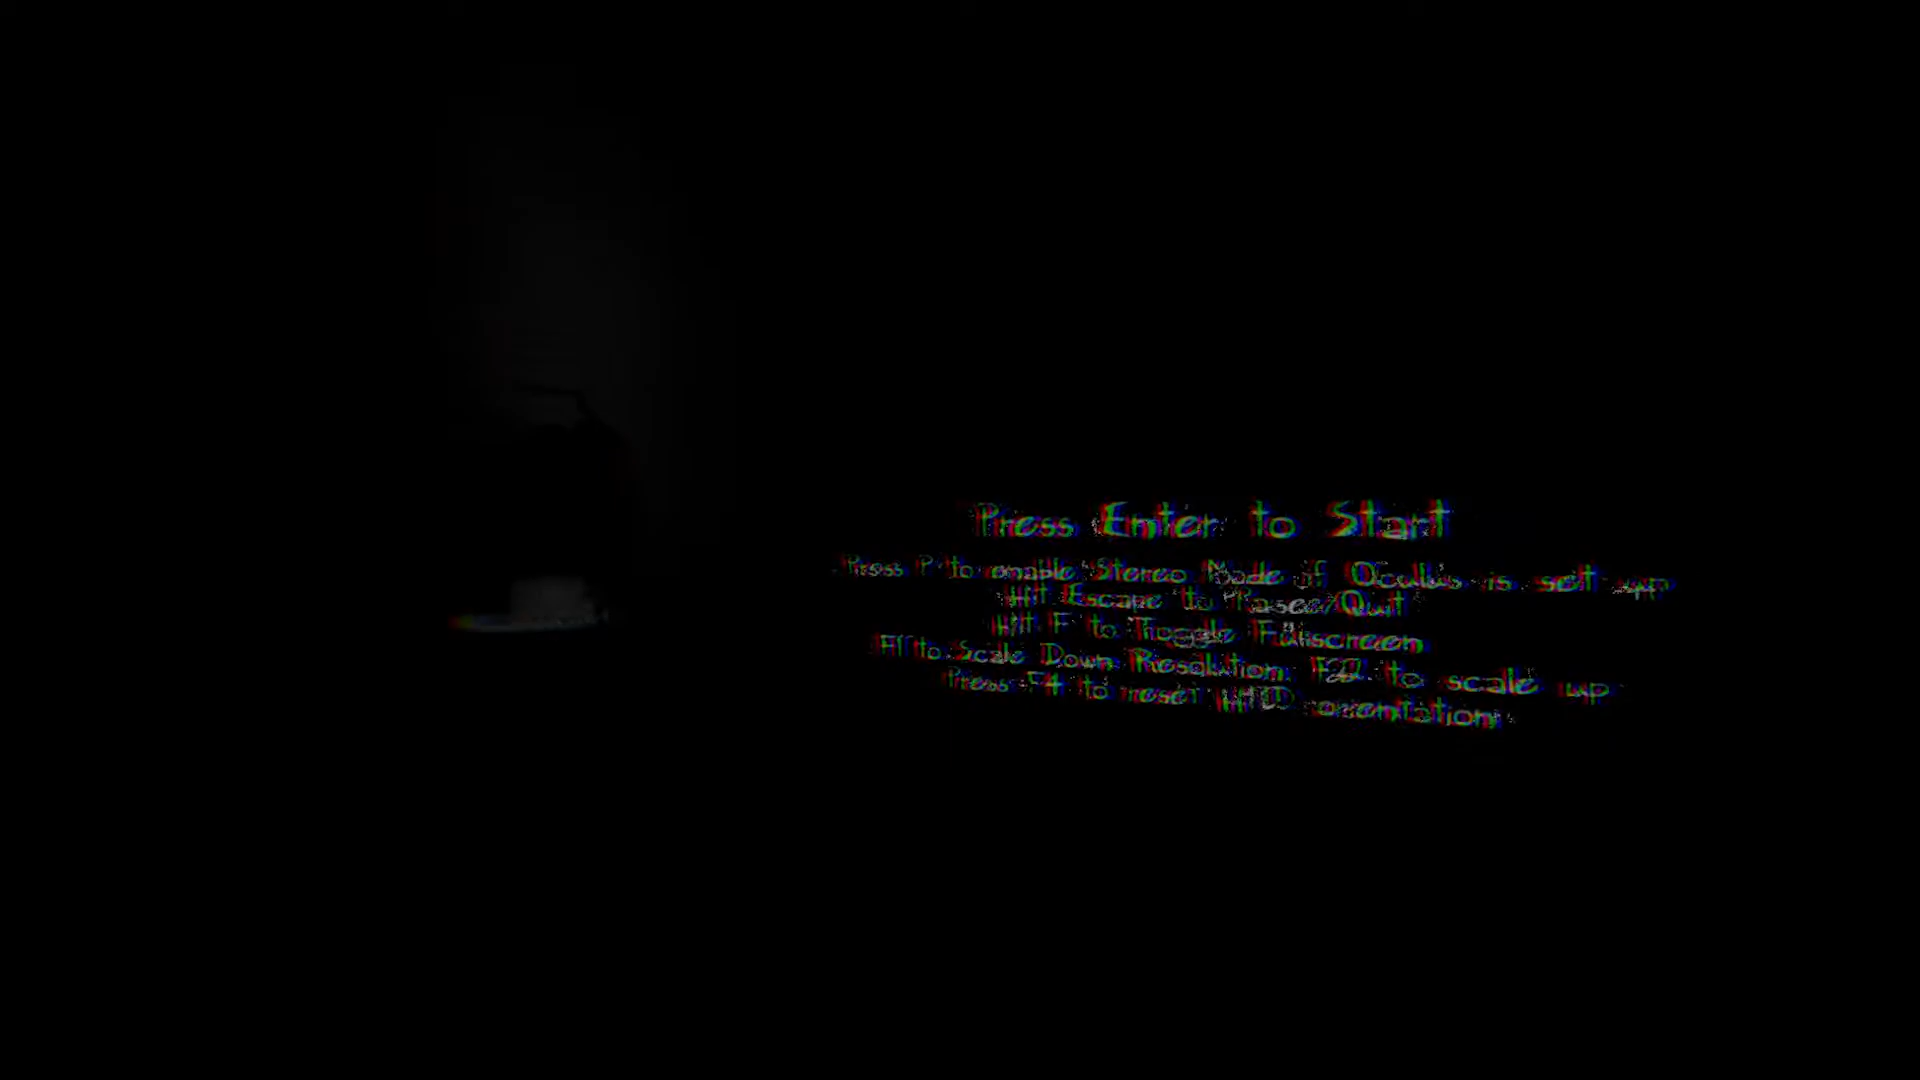 Press Enter to Start
Press P to enable Stereo Mode if Oculus is set up
Hit Escape to Pause/Quit
Hit F to Toggle Fullscreen
F1 to Scale Down Resolution F2 to scale up
Press F4 to reset HMD orientation